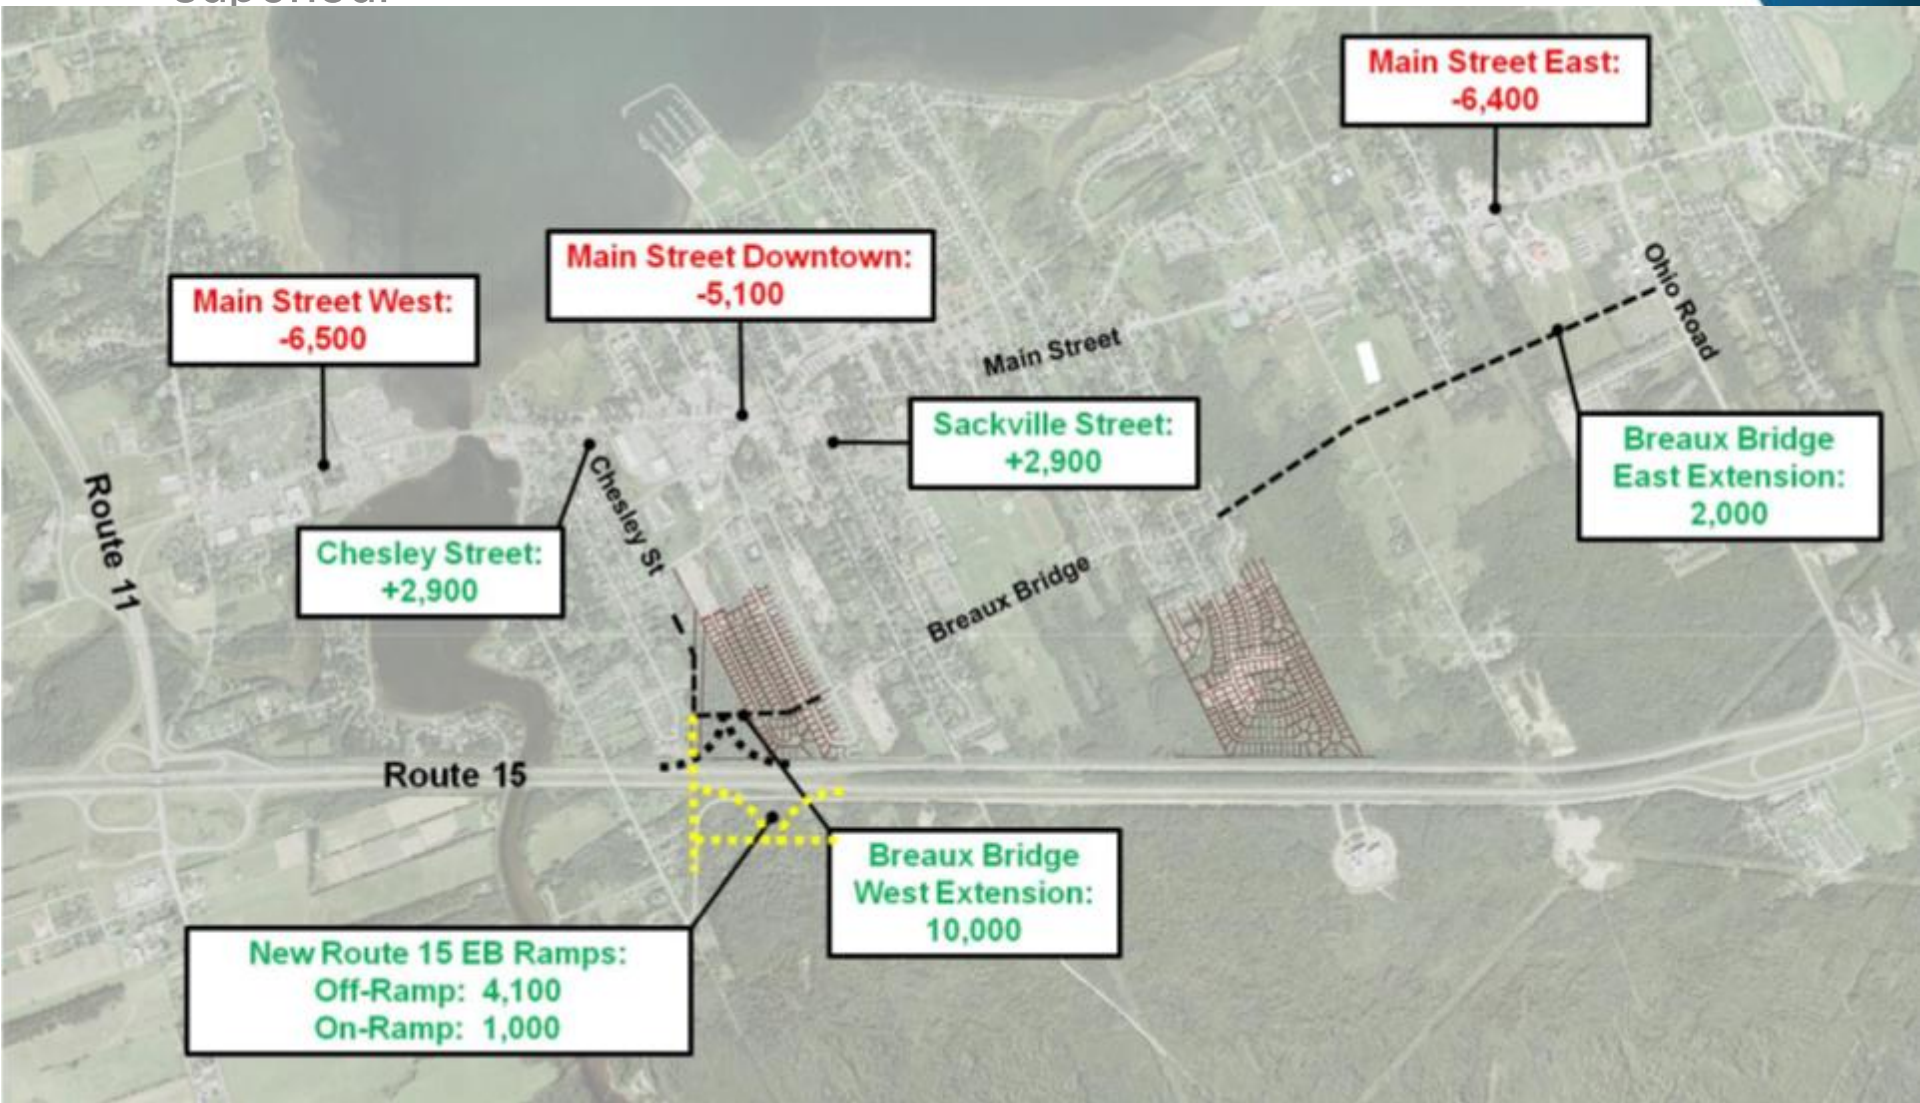 Main Street East:
-6,400
Main Street Downtown:
-5,100
Main Street West:
-6,500
Ohio Road
Main Street
Sackville Street:
+2,900
Breaux Bridge
East Extension:
2,000
Route 11
Chesley St
Chesley Street:
+2,900
Breaux Bridge
Route 15
Breaux Bridge
West Extension:
10,000
New Route 15 EB Ramps:
Off-Ramp: 4,100
On-Ramp: 1,000